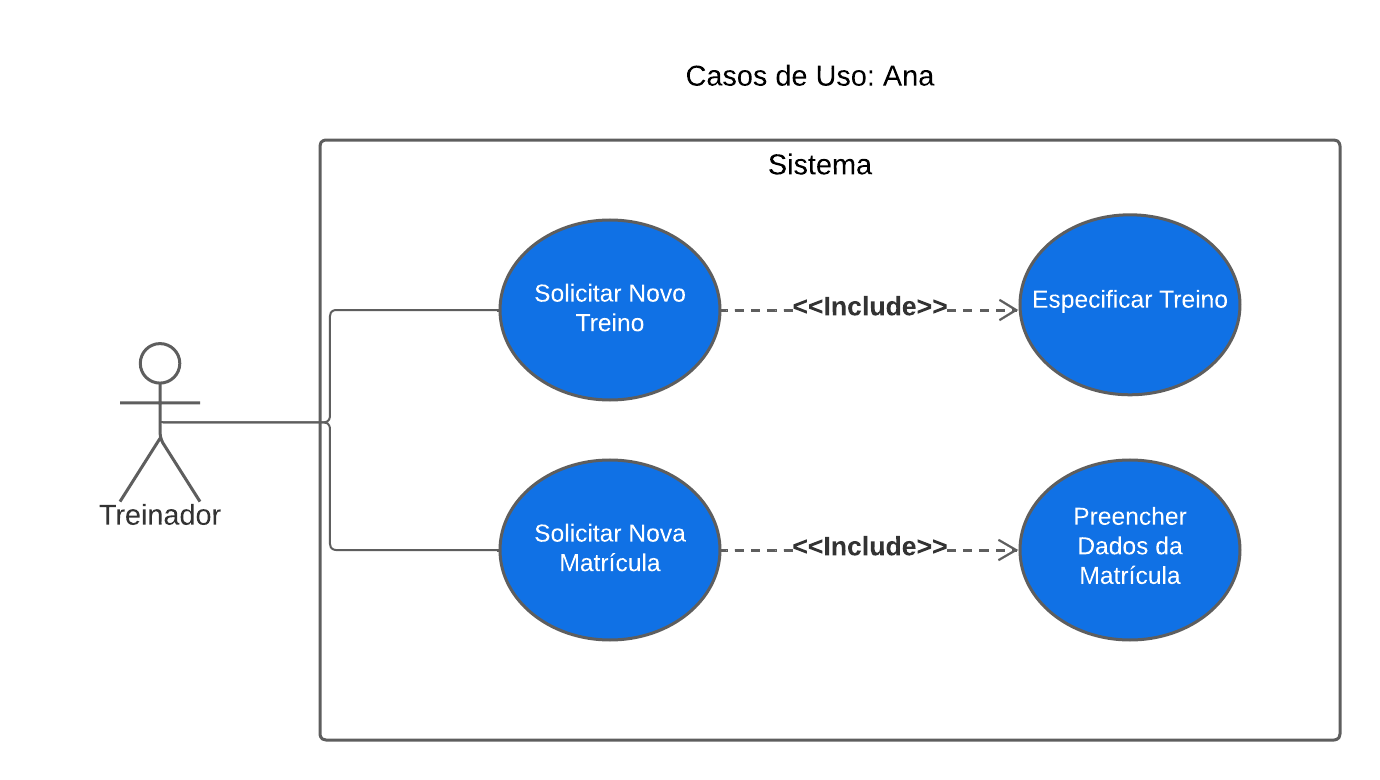 Casos de Uso: Ana
Sistema
Solicitar Novo
Treino
<<Include>>
Especificar Treino
Treinador
Solicitar Nova
Matrícula
<<Include>>
Preencher
Dados da
Matrícula